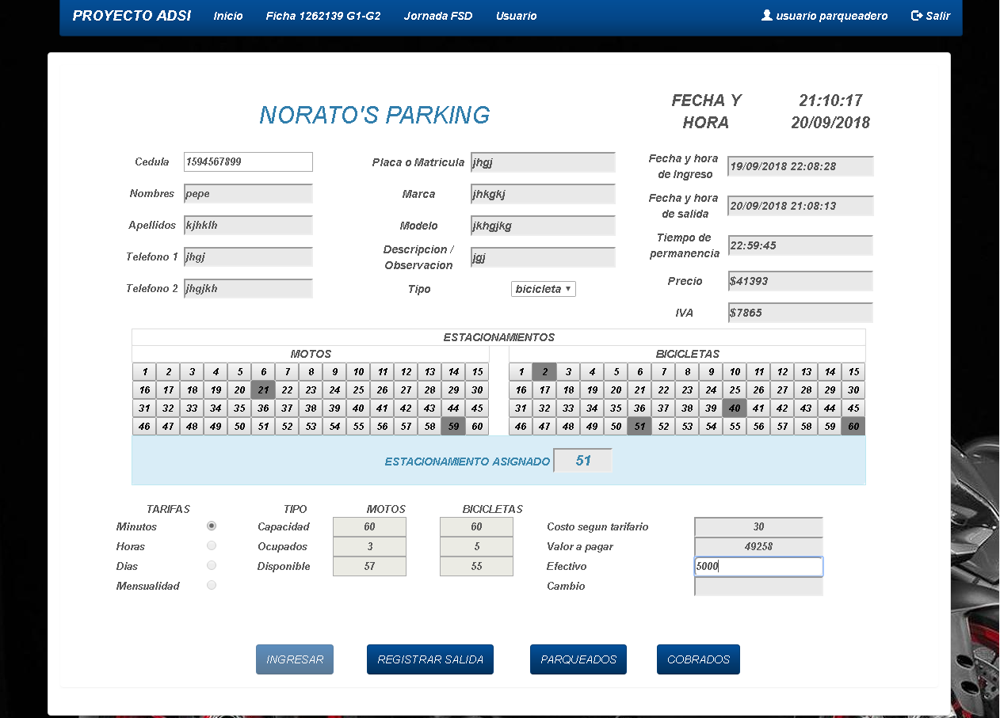 PROYECTO ADSI Inicio Ficha 1262139 G1-G2 Jornada FSD Usuario usuario parqueadero Salir
NORATO'S PARKING
FECHA Y HORA
21:10:17
20/09/2018
Cedula 1594567899
Nombres pepe
Apellidos kjhklh
Telefono 1 jhgj
Telefono 2 jhgjkh
Placa o Matricula jhgj
Marca jhkgkj
Modelo jkhgjkg
Descripcion / Observacion jgj
Tipo bicicleta
Fecha y hora de Ingreso 19/09/2018 22:08:28
Fecha y hora de salida 20/09/2018 21:08:13
Tiempo de permanencia 22:59:45
Precio $41393
IVA $7865
ESTACIONAMIENTOS
MOTOS BICICLETAS
1 2 3 4 5 6 7 8 9 10 11 12 13 14 15 1 2 3 4 5 6 7 8 9 10 11 12 13 14 15
16 17 18 19 20 21 22 23 24 25 26 27 28 29 30 16 17 18 19 20 21 22 23 24 25 26 27 28 29 30
31 32 33 34 35 36 37 38 39 40 41 42 43 44 45 31 32 33 34 35 36 37 38 39 40 41 42 43 44 45
46 47 48 49 50 51 52 53 54 55 56 57 58 59 60 46 47 48 49 50 51 52 53 54 55 56 57 58 59 60
ESTACIONAMIENTO ASIGNADO 51
TARIFAS
Minutos
Horas
Dias
Mensualidad
TIPO MOTOS BICICLETAS
Capacidad 60 60
Ocupados 3 5
Disponible 57 55
Costo segun tarifario 30
Valor a pagar 49258
Efectivo 5000
Cambio
INGRESAR REGISTRAR SALIDA PARQUEADOS COBRADOS